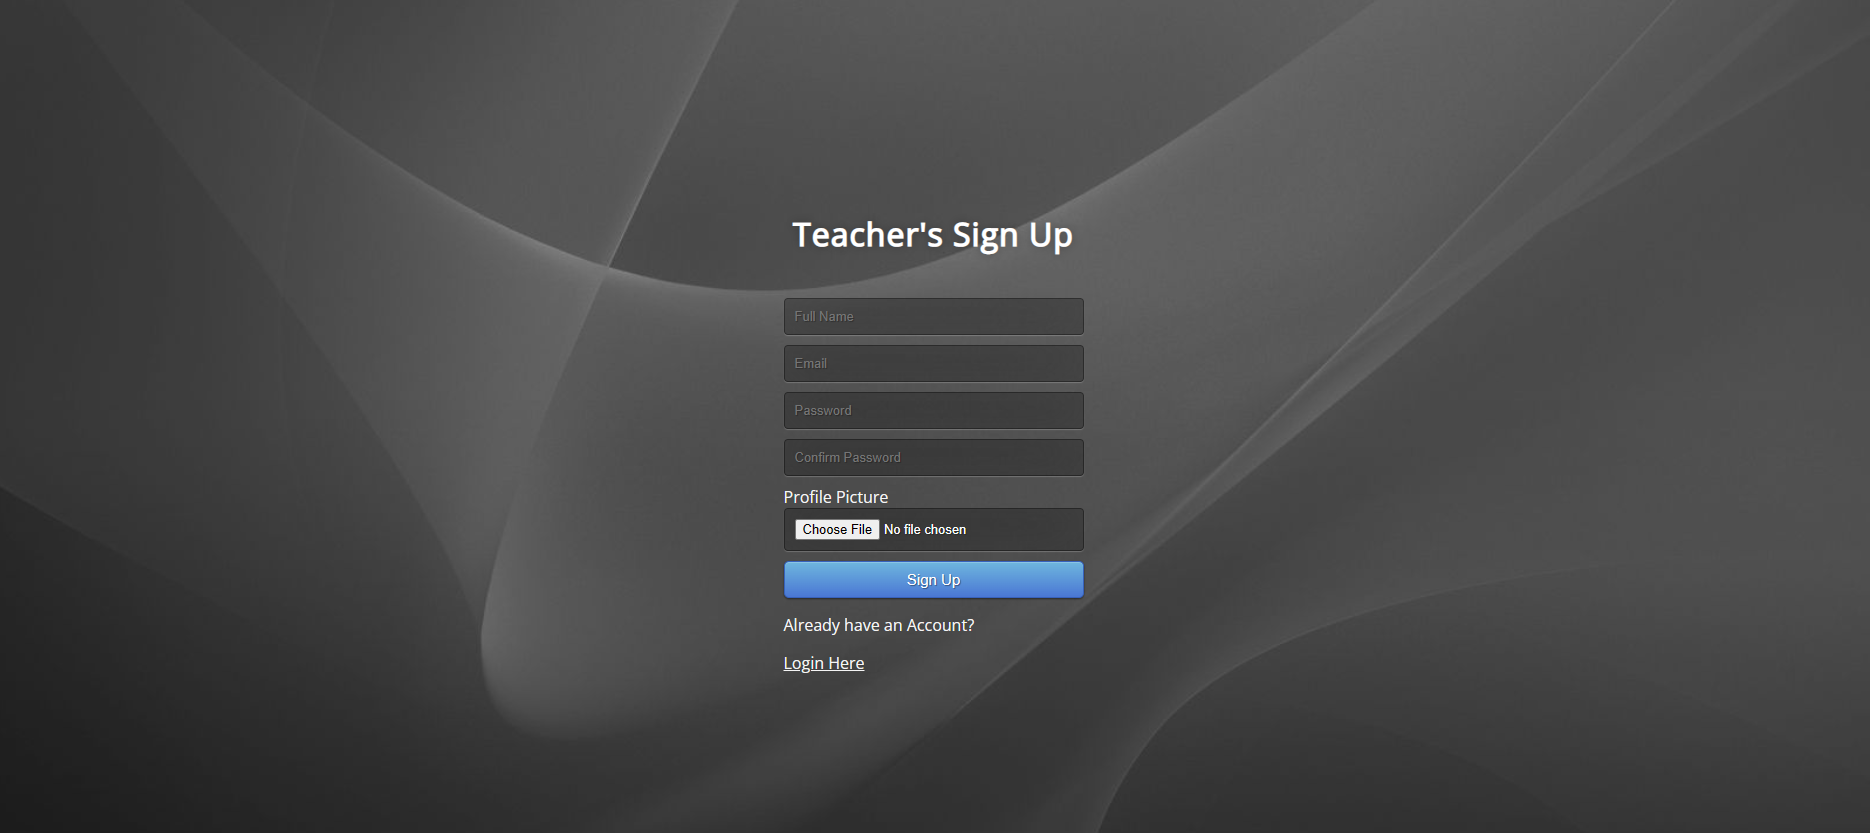 Teacher's Sign Up
Full Name
Email
Password
Confirm Password
Profile Picture
Choose File No file chosen
Sign Up
Already have an Account?
Login Here